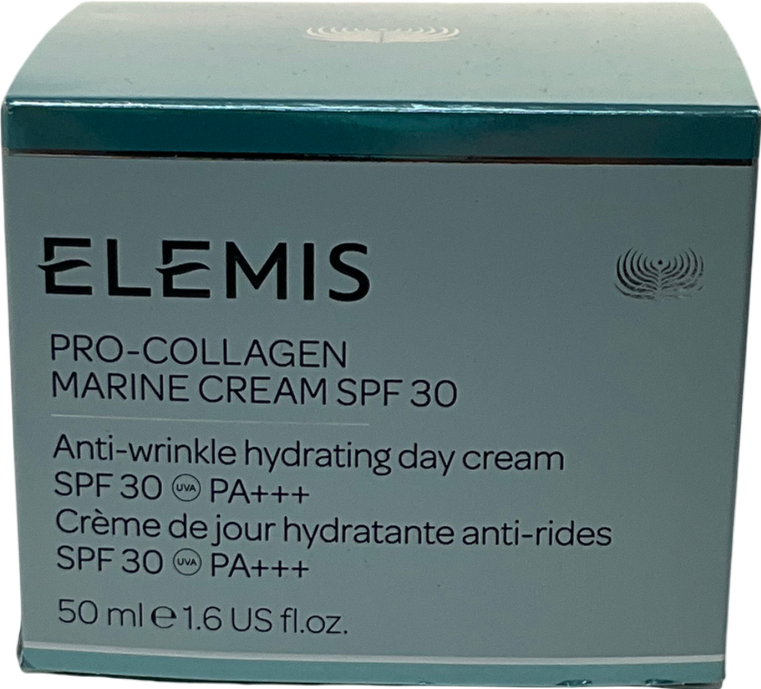 ELEMIS
PRO-COLLAGEN
MARINE CREAM SPF 30
Anti-wrinkle hydrating day cream
SPF 30 UVA PA+++
Crème de jour hydratante anti-rides
SPF 30 UVA PA+++
50 ml ℮ 1.6 US fl.oz.